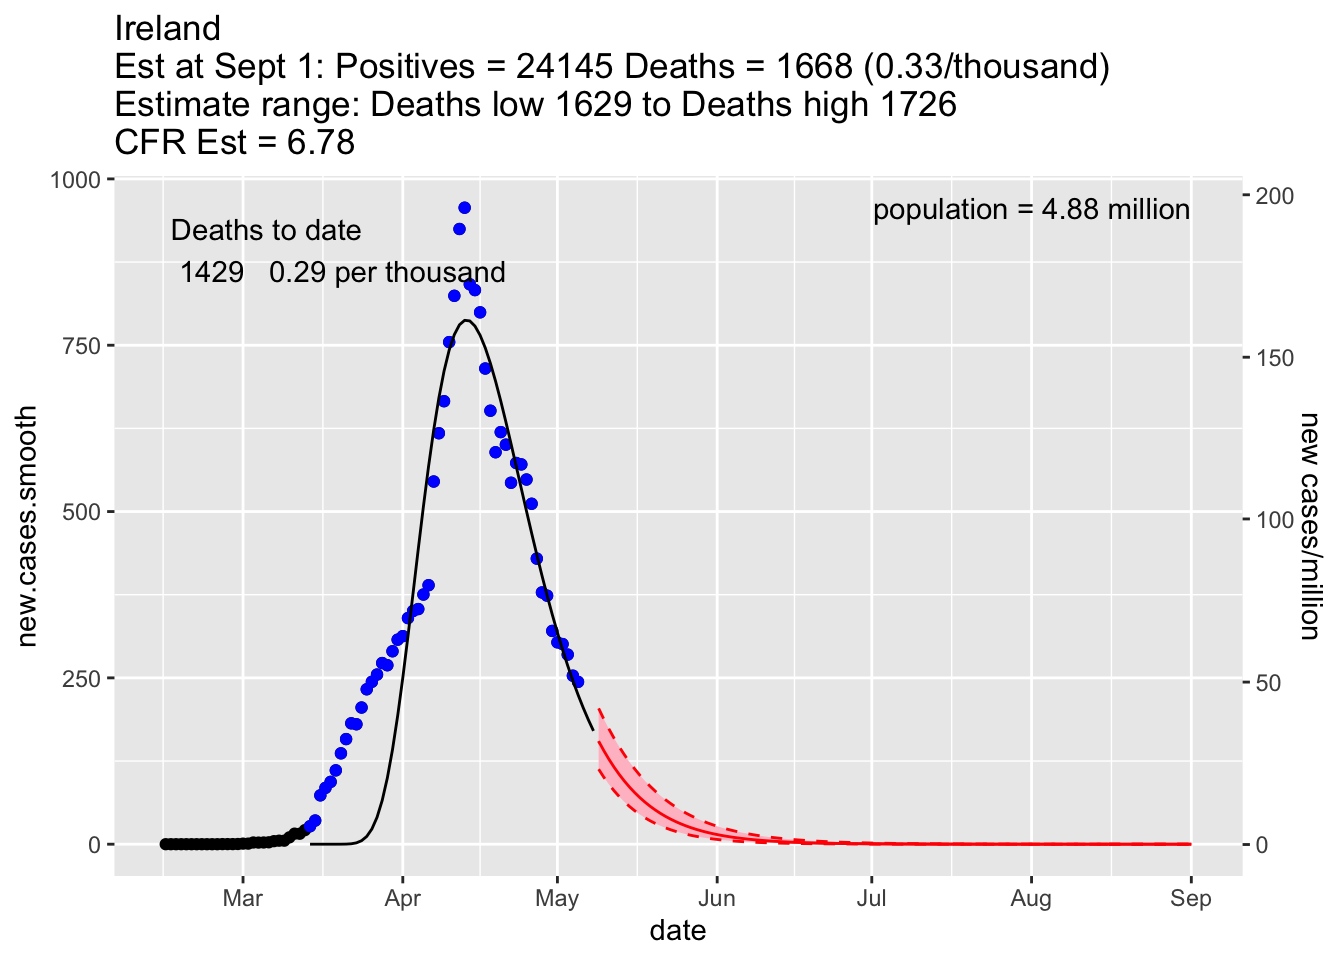 Ireland
Est at Sept 1: Positives = 24145 Deaths = 1668 (0.33/thousand)
Estimate range: Deaths low 1629 to Deaths high 1726
CFR Est = 6.78
1000
750
500
250
0
new.cases.smooth
Deaths to date
1429 0.29 per thousand
population = 4.88 million
200
150
100
50
0
new cases/million
Mar Apr May Jun Jul Aug Sep
date